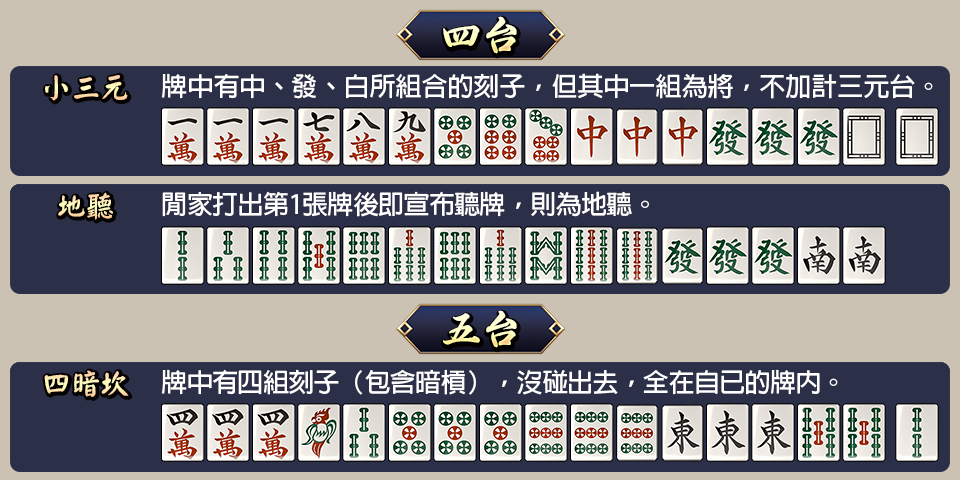 四台
小三元 牌中有中、發、白所組合的刻子，但其中一組為將，不加計三元台。
一萬 一萬 一萬 七萬 八萬 九萬 中 中 中 發 發 發
地聽 閒家打出第1張牌後即宣布聽牌，則為地聽。
發 發 發 南 南
五台
四暗坎 牌中有四組刻子（包含暗槓），沒碰出去，全在自已的牌內。
四萬 四萬 四萬 東 東 東